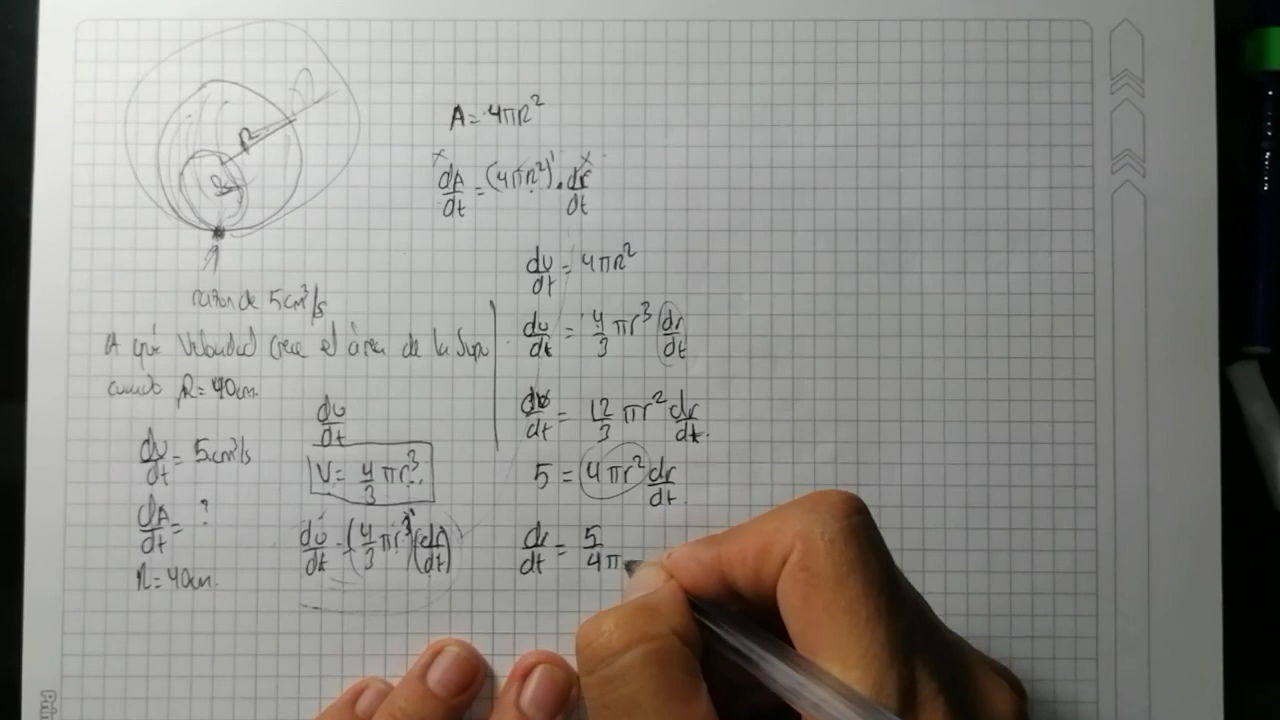 R
A = 4πr²
dA/dt = (4πr²)' · dr/dt
razon de 5cm³/s
A qué Velocidad crece el área de la Sup.
cuando R = 40cm.
dv/dt = 5cm³/s
dA/dt = ?
r = 40cm.
dv/dt
V = 4/3 πr³
dv/dt = (4/3 πr³)' (dr/dt)
dv/dt = 4πr²
dv/dt = 4/3 πr³ dr/dt
dv/dt = 12/3 πr² dr/dt.
5 = 4πr² dr/dt.
dr/dt = 5/4π